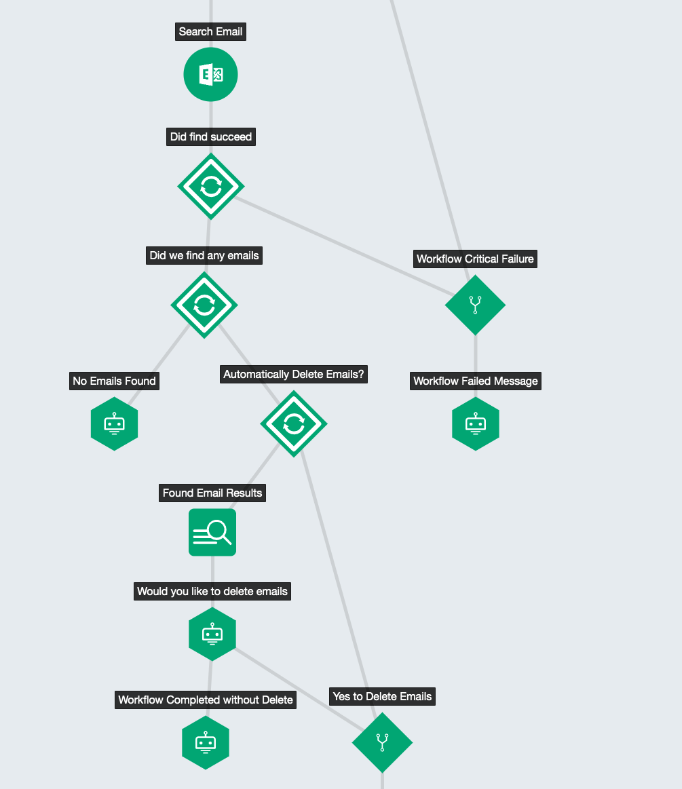 Search Email
Did find succeed
Did we find any emails
Workflow Critical Failure
Automatically Delete Emails?
No Emails Found
Workflow Failed Message
Found Email Results
Would you like to delete emails
Yes to Delete Emails
Workflow Completed without Delete